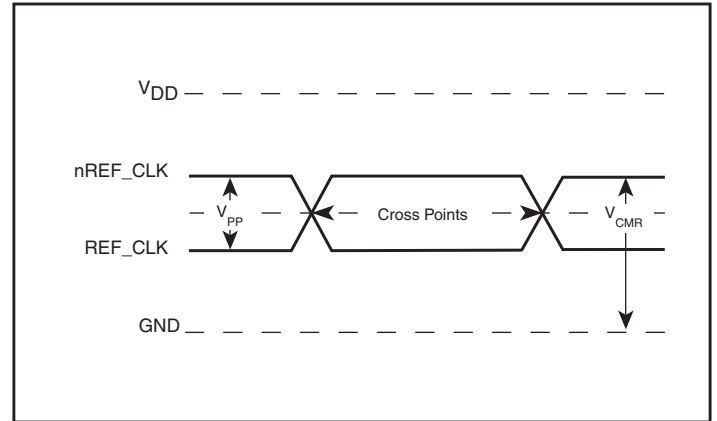 VDD
nREF_CLK
VPP
Cross Points
VCMR
REF_CLK
GND